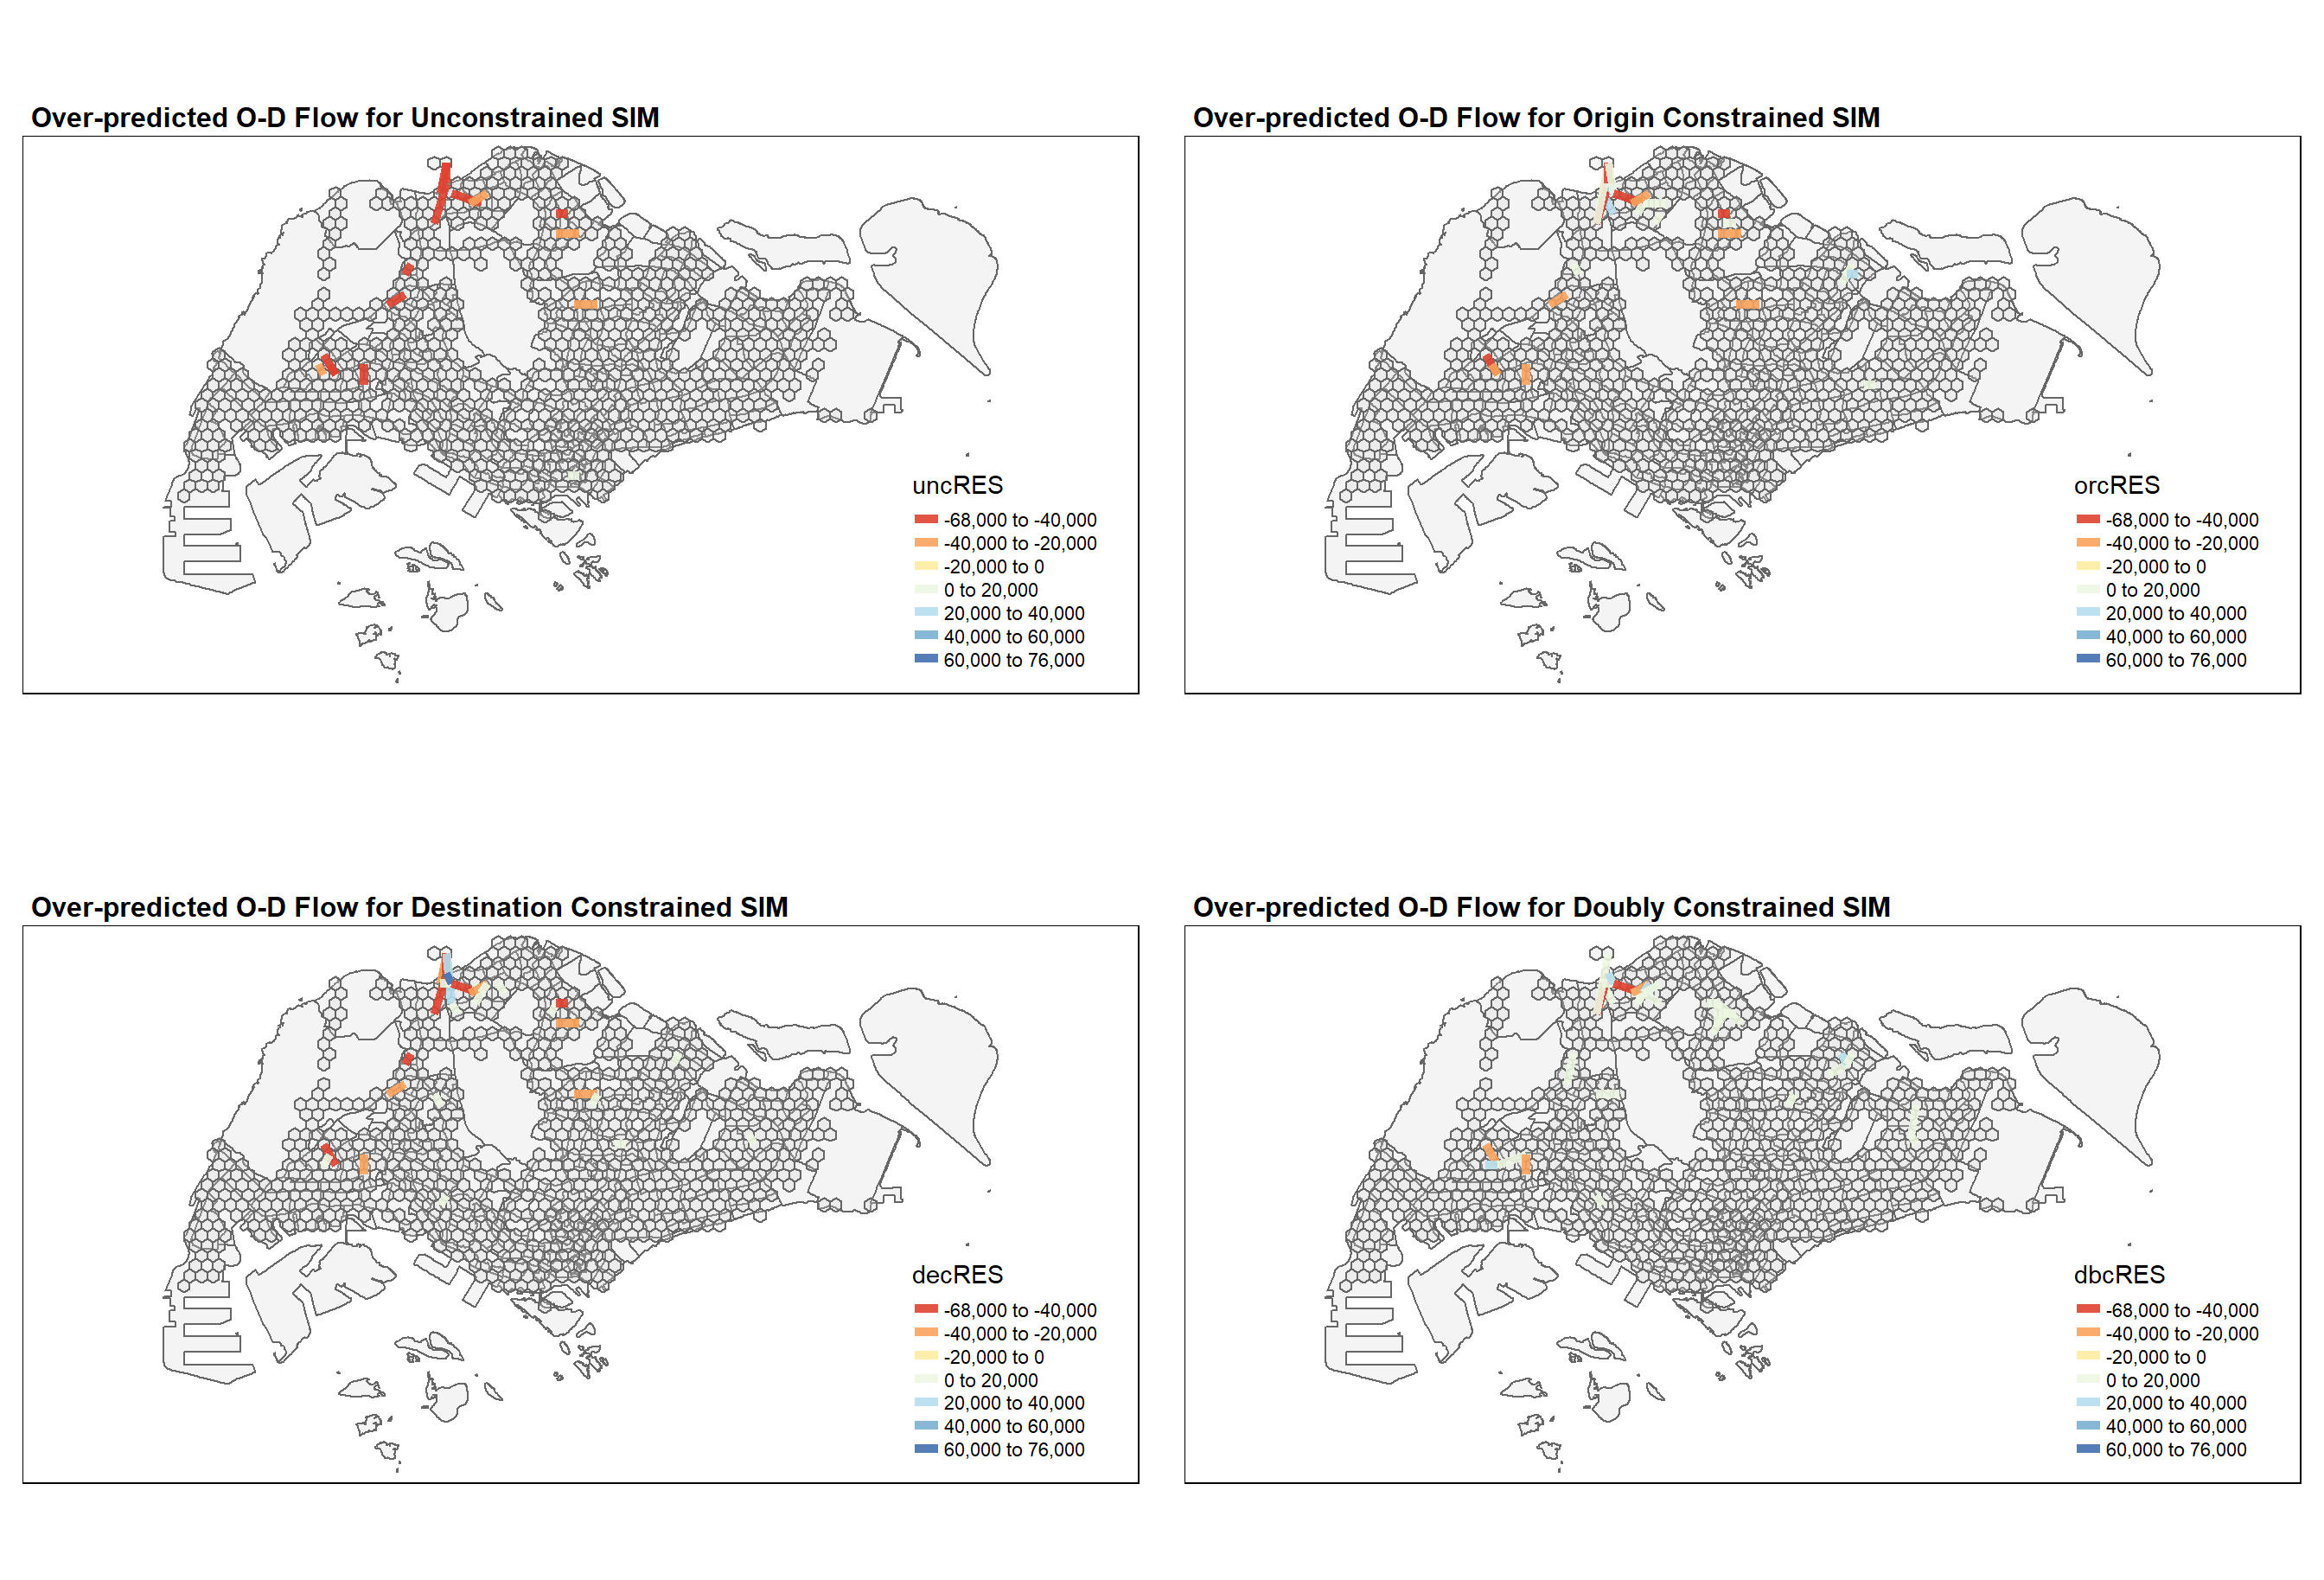 Over-predicted O-D Flow for Unconstrained SIM
uncRES
-68,000 to -40,000
-40,000 to -20,000
-20,000 to 0
0 to 20,000
20,000 to 40,000
40,000 to 60,000
60,000 to 76,000
Over-predicted O-D Flow for Origin Constrained SIM
orcRES
-68,000 to -40,000
-40,000 to -20,000
-20,000 to 0
0 to 20,000
20,000 to 40,000
40,000 to 60,000
60,000 to 76,000
Over-predicted O-D Flow for Destination Constrained SIM
decRES
-68,000 to -40,000
-40,000 to -20,000
-20,000 to 0
0 to 20,000
20,000 to 40,000
40,000 to 60,000
60,000 to 76,000
Over-predicted O-D Flow for Doubly Constrained SIM
dbcRES
-68,000 to -40,000
-40,000 to -20,000
-20,000 to 0
0 to 20,000
20,000 to 40,000
40,000 to 60,000
60,000 to 76,000